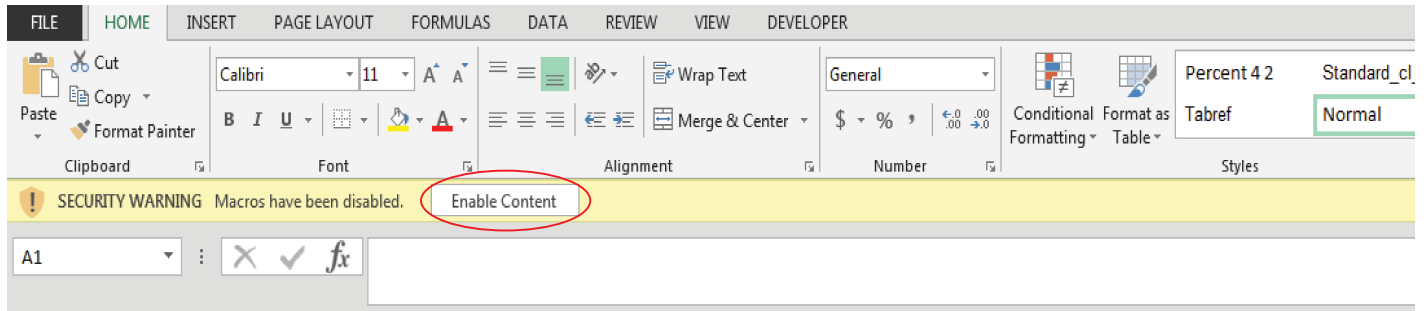 FILE HOME INSERT PAGE LAYOUT FORMULAS DATA REVIEW VIEW DEVELOPER
Cut
Copy
Format Painter
Paste
Clipboard
Calibri 11 A A
B I U A
Font
Wrap Text
Merge & Center
Alignment
General
$ % , .0 .00 .00 .0
Number
Conditional Formatting
Format as Table
Percent 4 2 Standard_cl_
Tabref Normal
Styles
SECURITY WARNING Macros have been disabled. Enable Content
A1 fx